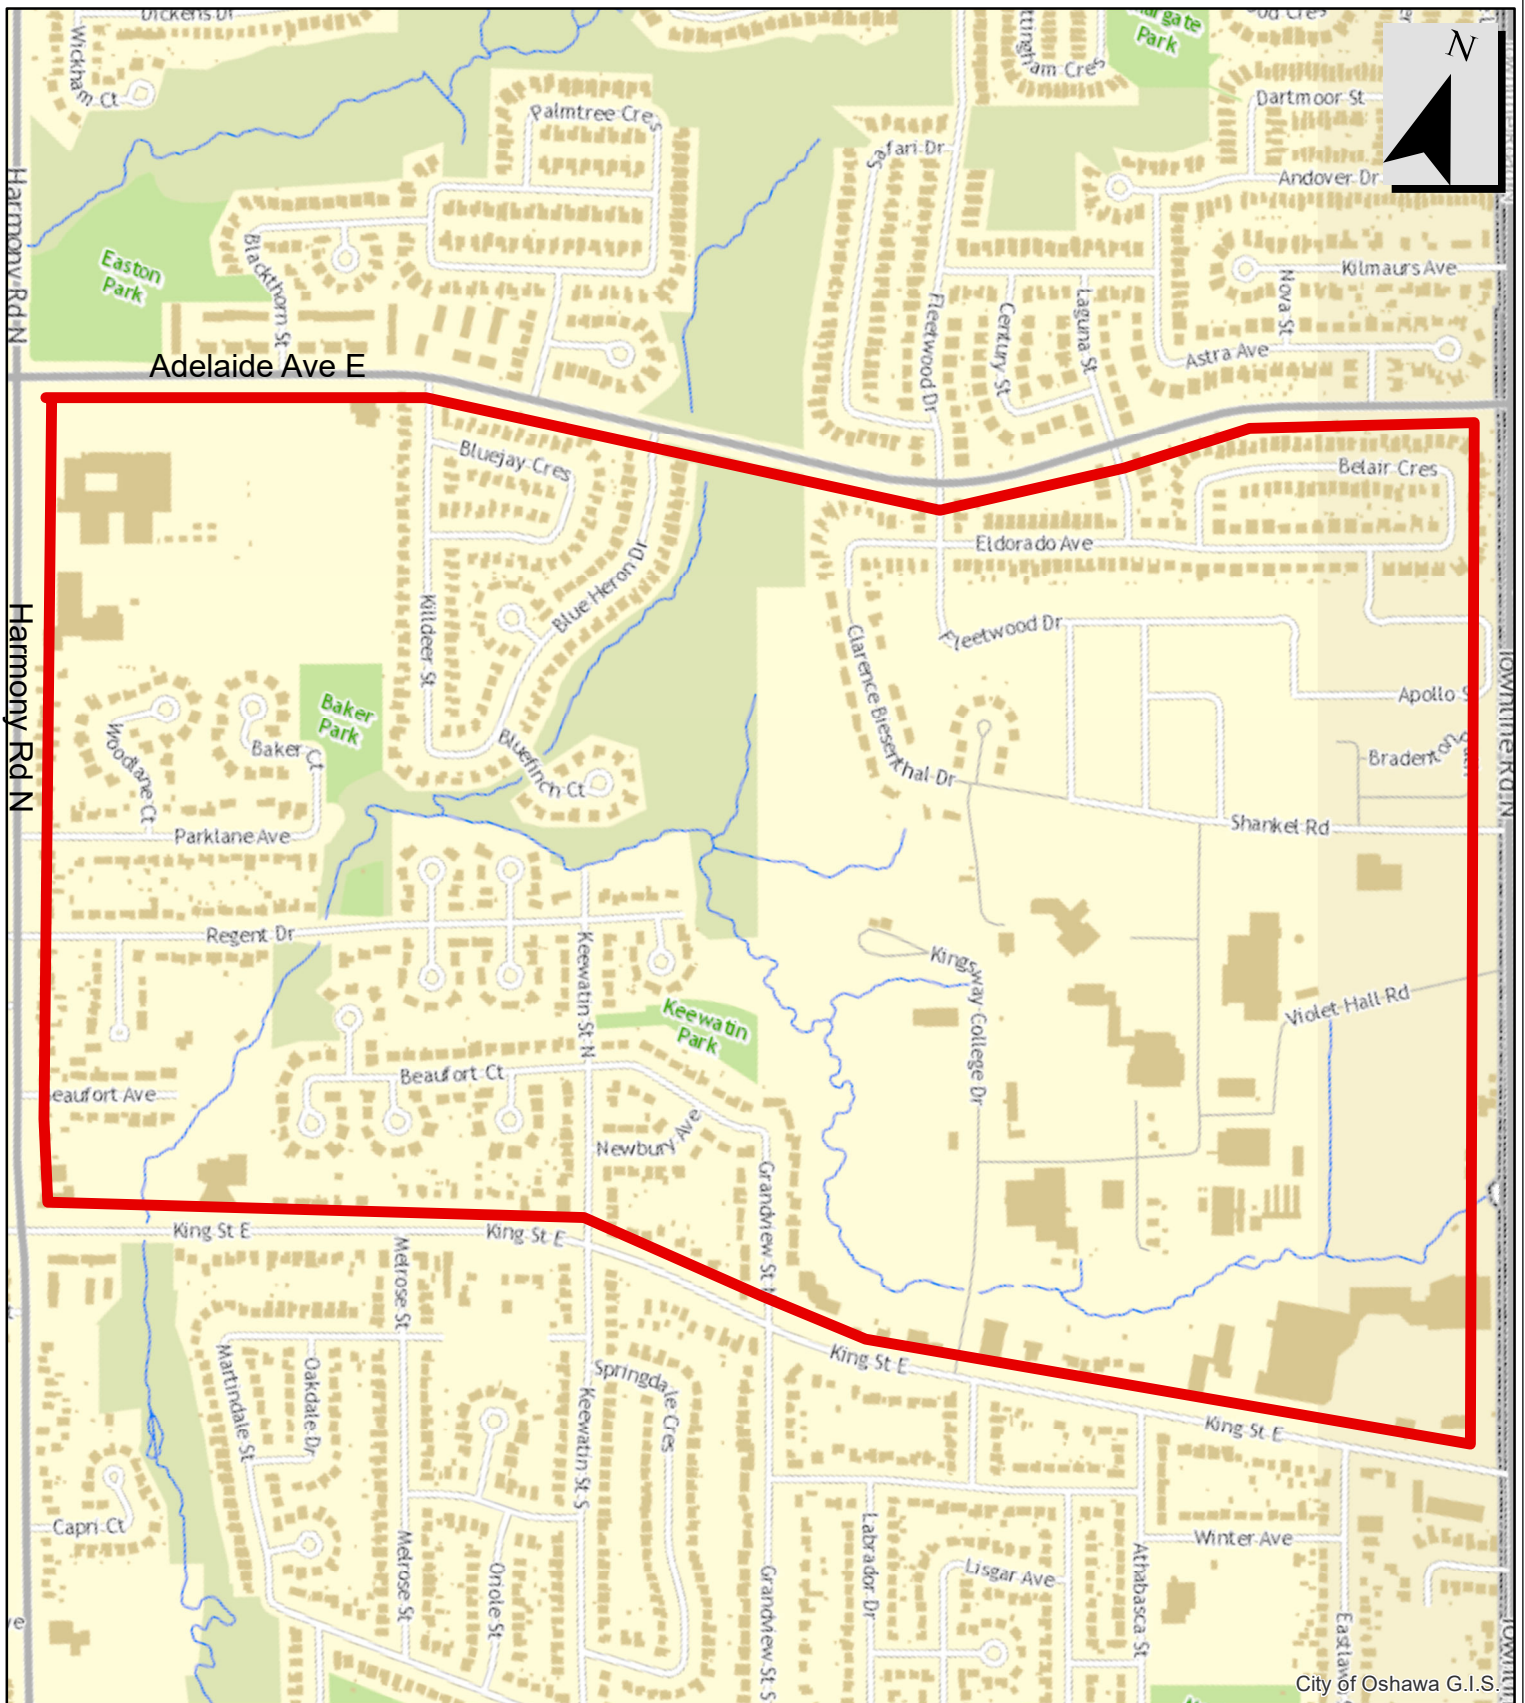 Dickens Dr
Wickham Ct
Palmtree Cres
ttingham Cres
Margate
Park
N
Dartmoor St
Safari Dr
Andover Dr
Harmony Rd N
Easton
Park
Blackthorn St
Kilmaurs Ave
Nova St
Fleetwood Dr
Century St
Laguna St
Astra Ave
Adelaide Ave E
Bluejay Cres
Belair Cres
Eldorado Ave
Killdeer St
Blue Heron Dr
Harmony Rd N
Fleetwood Dr
Clarence Biesenthal Dr
Townline Rd N
Apollo S
Baker
Park
Woodlane Ct
Baker Ct
Bluefinch Ct
Bradenton
Parklane Ave
Shankel Rd
Regent Dr
Keewatin St N
Kingsway College Dr
Keewatin
Park
Violet Hall Rd
Beaufort Ct
eaufort Ave
Newbury Ave
Grandview St N
King St E
King St E
Melrose St
King St E
Martindale St
Oakdale Dr
Springdale Cres
Keewatin St S
King St E
Capri Ct
Melrose St
Oriole St
Grandview St S
Labrador Dr
Lisgar Ave
Athabasca St
Winter Ave
Eastlaw
City of Oshawa G.I.S.